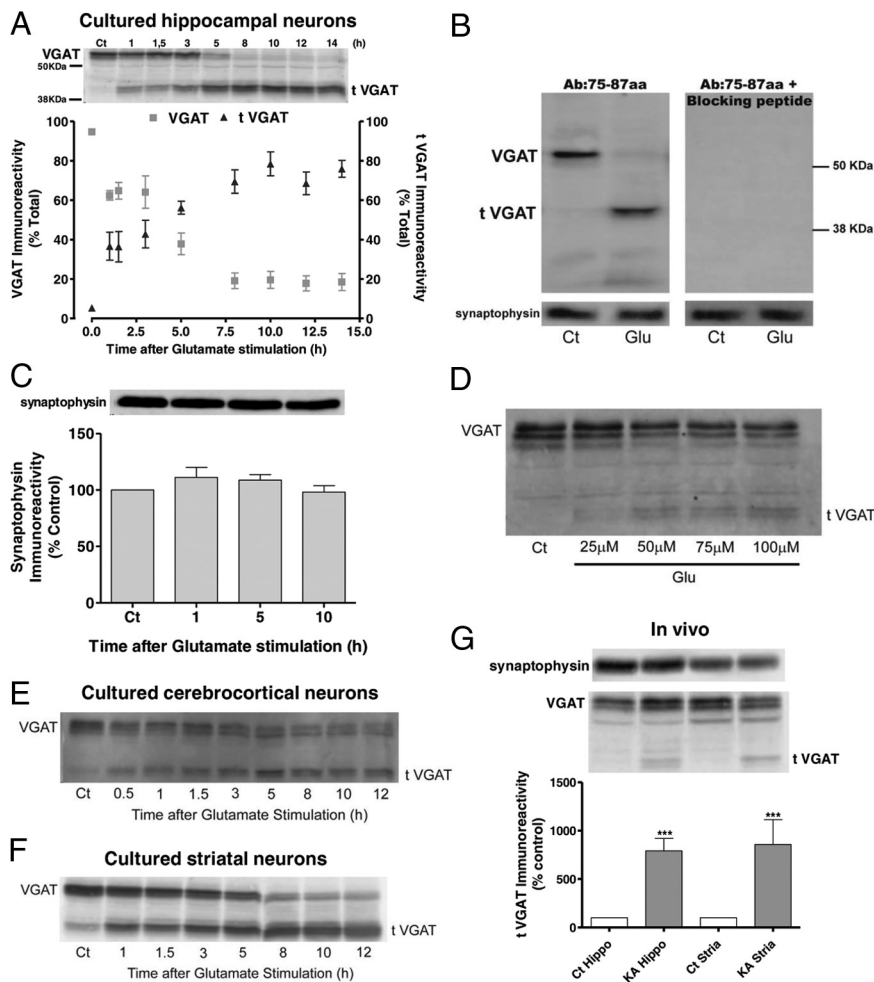 A
Cultured hippocampal neurons
Ct 1 1,5 3 5 8 10 12 14 (h)
VGAT
50KDa
38KDa
t VGAT
VGAT t VGAT
VGAT Immunoreactivity
(% Total)
100
80
60
40
20
0
t VGAT Immunoreactivity
(% Total)
100
80
60
40
20
0
0.0 2.5 5.0 7.5 10.0 12.5 15.0
Time after Glutamate stimulation (h)
B
Ab:75-87aa
Ab:75-87aa +
Blocking peptide
VGAT
t VGAT
50 KDa
38 KDa
synaptophysin
Ct Glu Ct Glu
C
synaptophysin
Synaptophysin
Immunoreactivity
(% Control)
150
100
50
0
Ct 1 5 10
Time after Glutamate stimulation (h)
D
VGAT
t VGAT
Ct 25µM 50µM 75µM 100µM
Glu
E
Cultured cerebrocortical neurons
VGAT
t VGAT
Ct 0.5 1 1.5 3 5 8 10 12
Time after Glutamate Stimulation (h)
F
Cultured striatal neurons
VGAT
t VGAT
Ct 1 1.5 3 5 8 10 12
Time after Glutamate Stimulation (h)
G
In vivo
synaptophysin
VGAT
t VGAT
t VGAT Immunoreactivity
(% control)
1500
1000
500
0
*** ***
Ct Hippo KA Hippo Ct Stria KA Stria